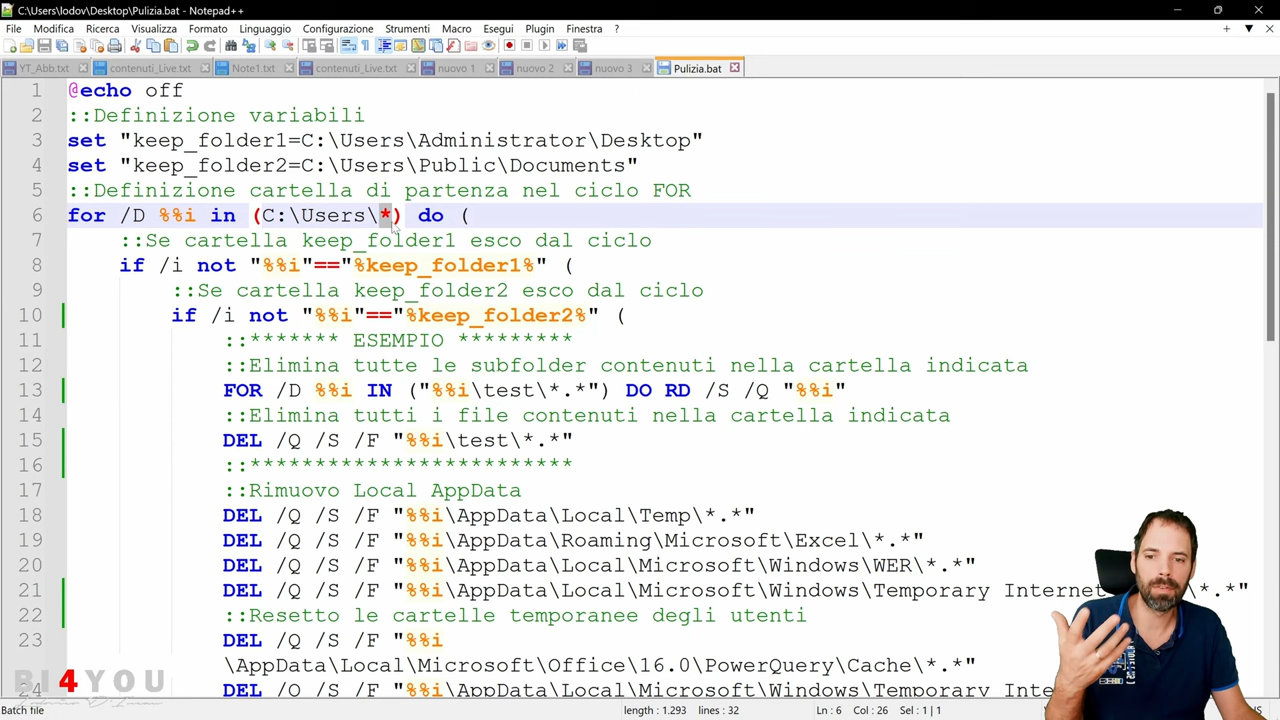 C:\Users\lodov\Desktop\Pulizia.bat - Notepad++
File Modifica Ricerca Visualizza Formato Linguaggio Configurazione Strumenti Macro Esegui Plugin Finestra ?
YT_Abb.txt contenuti_Live.txt Note1.txt contenuti_Live.txt nuovo 1 nuovo 2 nuovo 3 Pulizia.bat
1 @echo off
2 ::Definizione variabili
3 set "keep_folder1=C:\Users\Administrator\Desktop"
4 set "keep_folder2=C:\Users\Public\Documents"
5 ::Definizione cartella di partenza nel ciclo FOR
6 for /D %%i in (C:\Users\*) do (
7 ::Se cartella keep_folder1 esco dal ciclo
8 if /i not "%%i"=="%keep_folder1%" (
9 ::Se cartella keep_folder2 esco dal ciclo
10 if /i not "%%i"=="%keep_folder2%" (
11 ::******* ESEMPIO *********
12 ::Elimina tutte le subfolder contenuti nella cartella indicata
13 FOR /D %%i IN ("%%i\test\*.*") DO RD /S /Q "%%i"
14 ::Elimina tutti i file contenuti nella cartella indicata
15 DEL /Q /S /F "%%i\test\*.*"
16 ::*************************
17 ::Rimuovo Local AppData
18 DEL /Q /S /F "%%i\AppData\Local\Temp\*.*"
19 DEL /Q /S /F "%%i\AppData\Roaming\Microsoft\Excel\*.*"
20 DEL /Q /S /F "%%i\AppData\Local\Microsoft\Windows\WER\*.*"
21 DEL /Q /S /F "%%i\AppData\Local\Microsoft\Windows\Temporary Internet \*.*"
22 ::Resetto le cartelle temporanee degli utenti
23 DEL /Q /S /F "%%i
\AppData\Local\Microsoft\Office\16.0\PowerQuery\Cache\*.*"
24 DEL /Q /S /F "%%i\AppData\Local\Microsoft\Windows\Temporary Inte
BI4YOU
Batch file length : 1.293 lines : 32 Ln : 6 Col : 26 Sel : 1 | 1